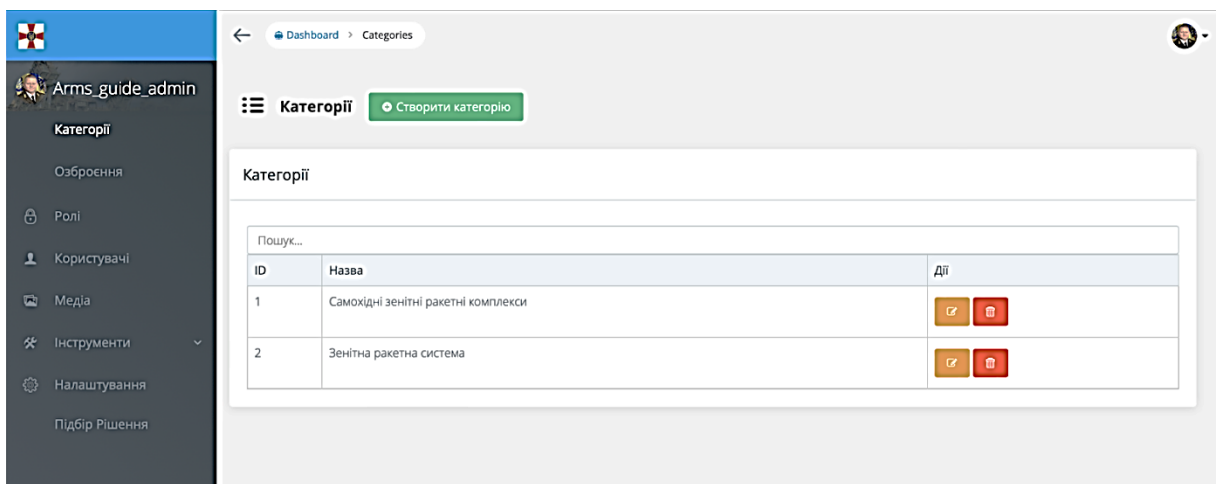 Dashboard > Categories
Arms_guide_admin
Категорії
Озброєння
Ролі
Користувачі
Медіа
Інструменти
Налаштування
Підбір Рішення
Категорії
Створити категорію
Категорії
Пошук...
ID Назва Дії
1 Самохідні зенітні ракетні комплекси
2 Зенітна ракетна система